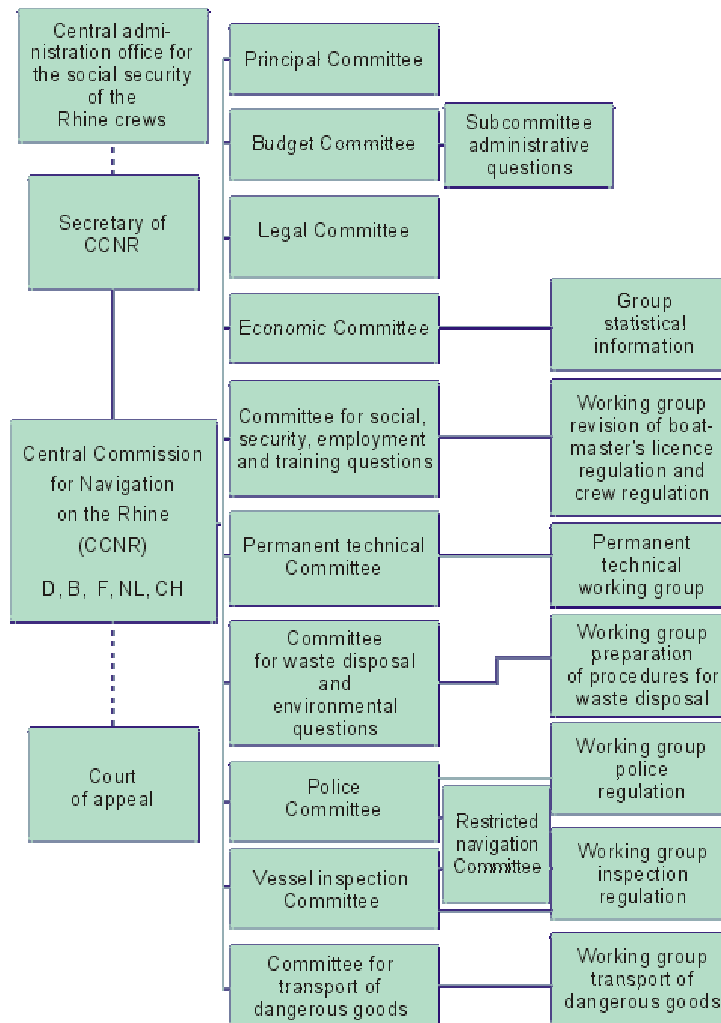 Central admi-
nistration office for
the social security
of the
Rhine crews
Secretary of
CCNR
Central Commission
for Navigation
on the Rhine
(CCNR)
D, B, F, NL, CH
Court
of appeal
Principal Committee
Budget Committee
Subcommittee
administrative
questions
Legal Committee
Economic Committee
Group
statistical
information
Committee for social,
security, employment
and training questions
Working group
revision of boat-
master's licence
regulation and
crew regulation
Permanent technical
Committee
Permanent
technical
working group
Committee
for waste disposal
and
environmental
questions
Working group
preparation
of procedures for
waste disposal
Police
Committee
Working group
police
regulation
Restricted
navigation
Committee
Vessel inspection
Committee
Working group
inspection
regulation
Committee for
transport of
dangerous goods
Working group
transport of
dangerous goods